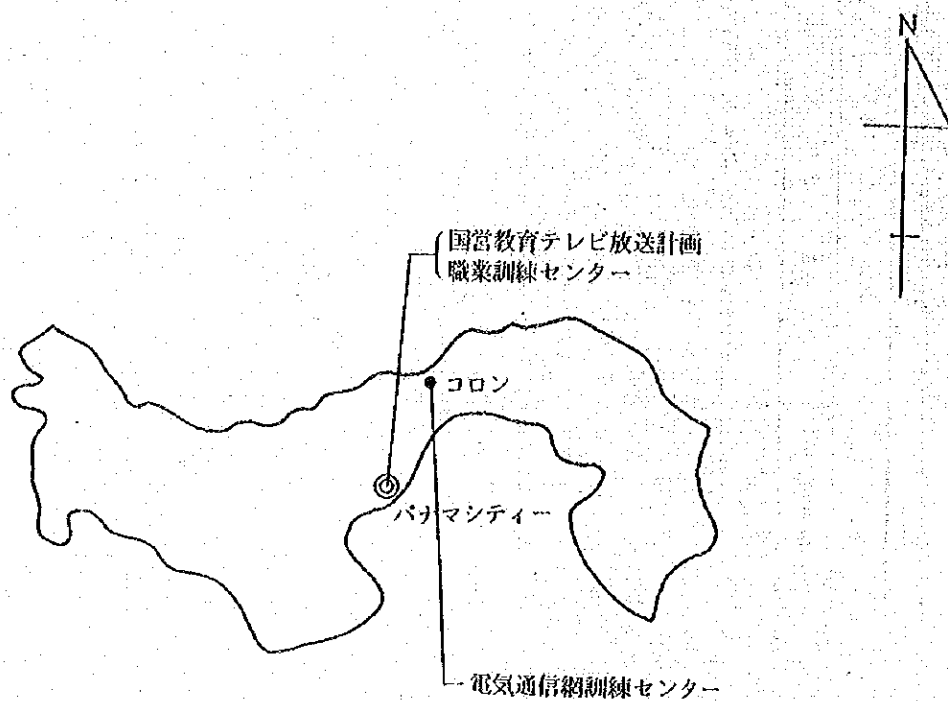 N
国営教育テレビ放送計画
職業訓練センター
コロン
パナマシティー
電気通信網訓練センター